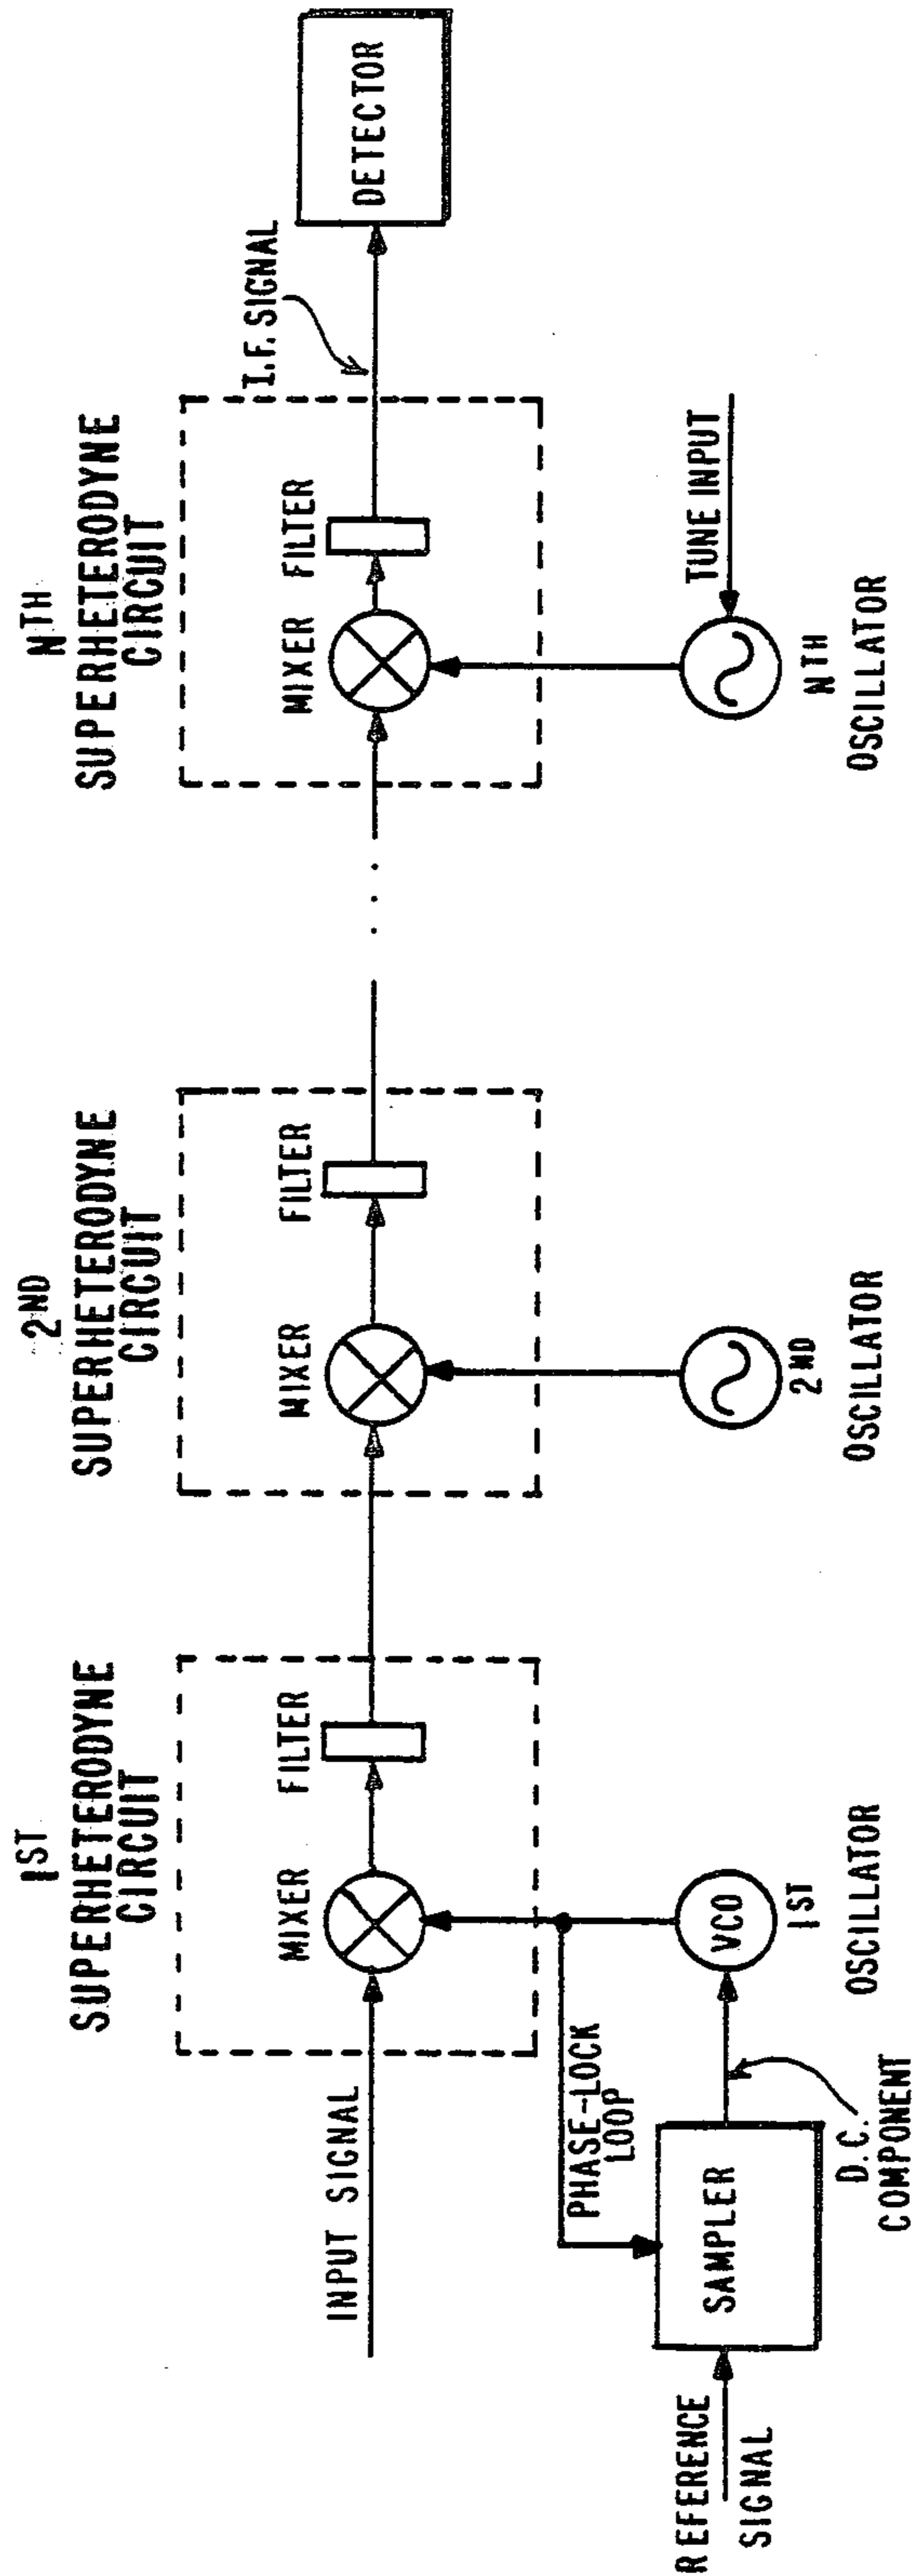 1ST
SUPERHETERODYNE
CIRCUIT
2ND
SUPERHETERODYNE
CIRCUIT
NTH
SUPERHETERODYNE
CIRCUIT
INPUT SIGNAL
MIXER
FILTER
MIXER
FILTER
MIXER
FILTER
I.F. SIGNAL
DETECTOR
PHASE-LOCK
LOOP
REFERENCE
SIGNAL
SAMPLER
D.C.
COMPONENT
VCO
1ST
OSCILLATOR
2ND
OSCILLATOR
NTH
OSCILLATOR
TUNE INPUT